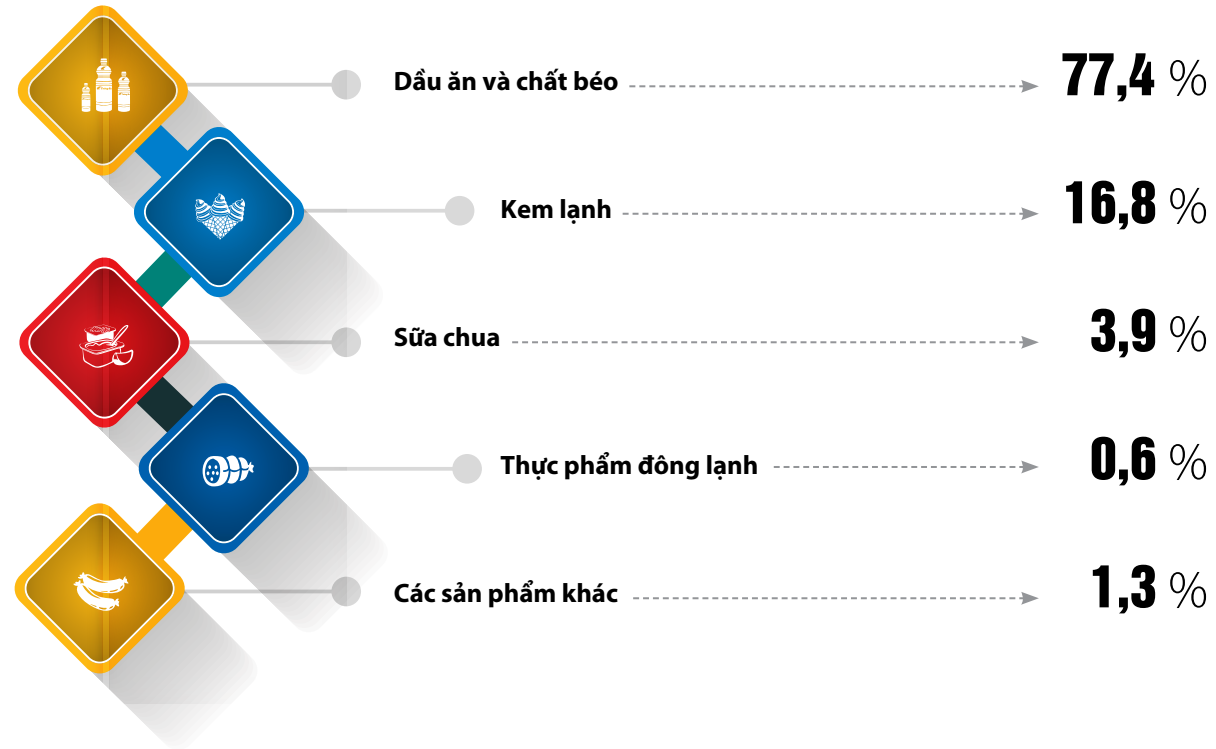 Dầu ăn và chất béo 77,4 %
Kem lạnh 16,8 %
Sữa chua 3,9 %
Thực phẩm đông lạnh 0,6 %
Các sản phẩm khác 1,3 %